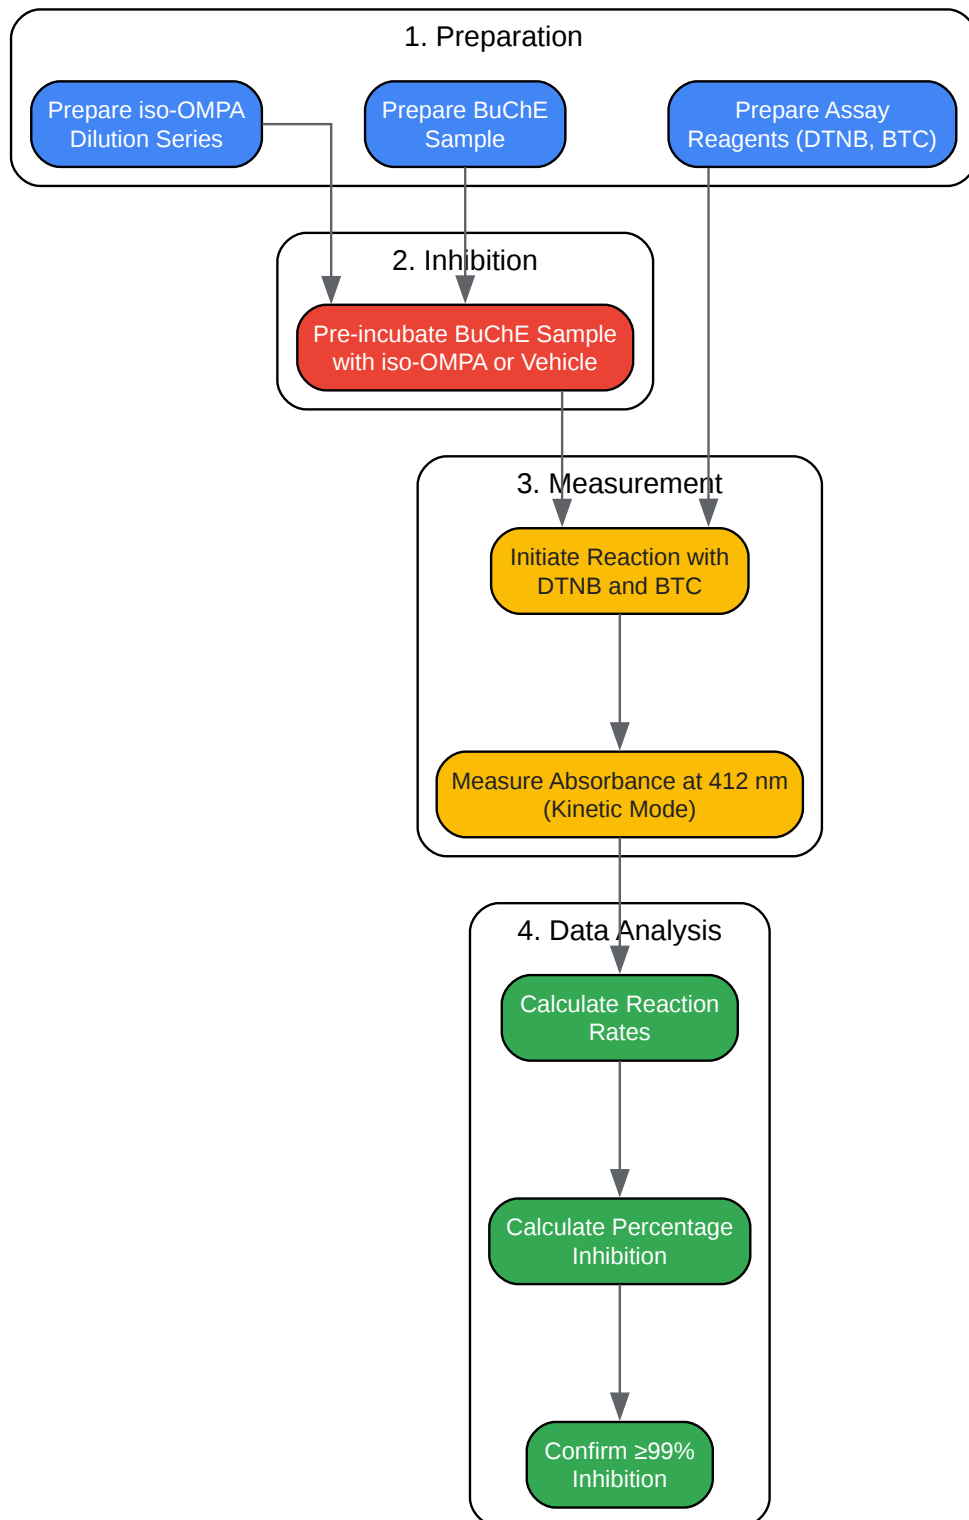 1. Preparation
Prepare iso-OMPA
Dilution Series
Prepare BuChE
Sample
Prepare Assay
Reagents (DTNB, BTC)
2. Inhibition
Pre-incubate BuChE Sample
with iso-OMPA or Vehicle
3. Measurement
Initiate Reaction with
DTNB and BTC
Measure Absorbance at 412 nm
(Kinetic Mode)
4. Data Analysis
Calculate Reaction
Rates
Calculate Percentage
Inhibition
Confirm ≥99%
Inhibition